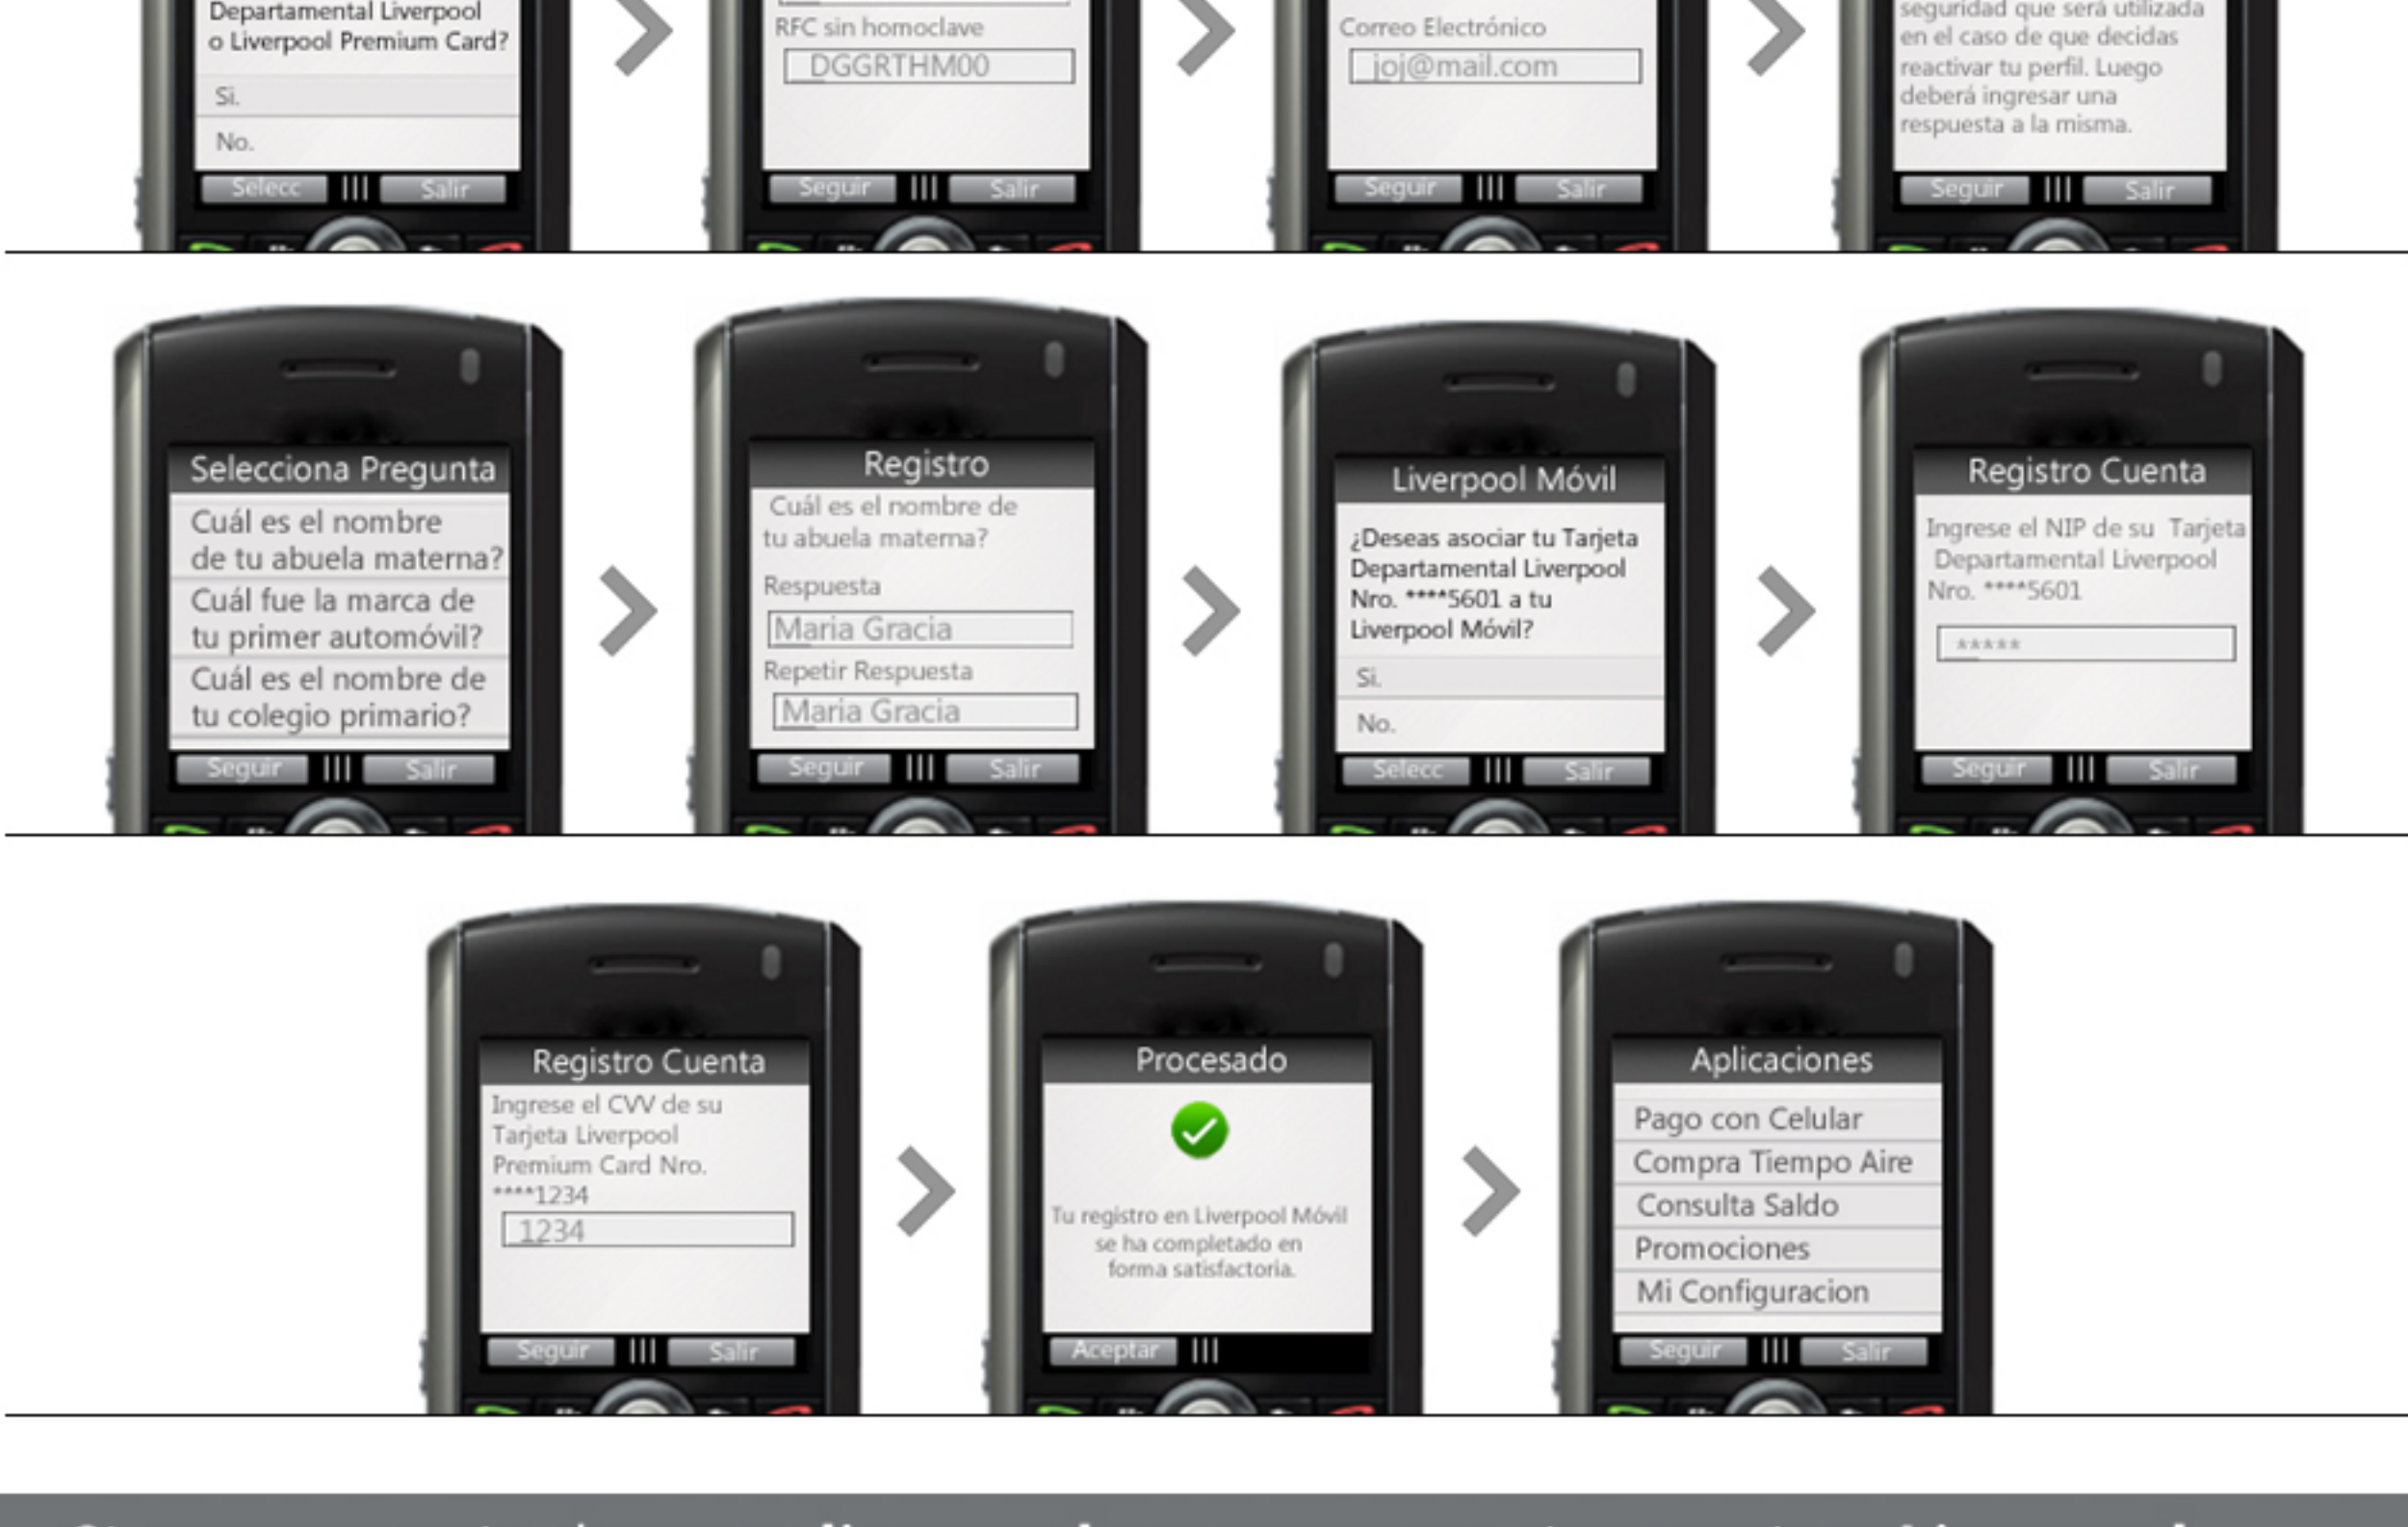 Departamental Liverpool
o Liverpool Premium Card?
Si.
No.
Selecc
Salir
RFC sin homoclave
DGGRTHM00
Seguir
Salir
Correo Electrónico
joj@mail.com
Seguir
Salir
seguridad que será utilizada
en el caso de que decidas
reactivar tu perfil. Luego
deberá ingresar una
respuesta a la misma.
Seguir
Salir
Selecciona Pregunta
Cuál es el nombre
de tu abuela materna?
Cuál fue la marca de
tu primer automóvil?
Cuál es el nombre de
tu colegio primario?
Seguir
Salir
Registro
Cuál es el nombre de
tu abuela materna?
Respuesta
Maria Gracia
Repetir Respuesta
Maria Gracia
Seguir
Salir
Liverpool Móvil
¿Deseas asociar tu Tarjeta
Departamental Liverpool
Nro. ****5601 a tu
Liverpool Móvil?
Si.
No.
Selecc
Salir
Registro Cuenta
Ingrese el NIP de su Tarjeta
Departamental Liverpool
Nro. ****5601
*****
Seguir
Salir
Registro Cuenta
Ingrese el CVV de su
Tarjeta Liverpool
Premium Card Nro.
****1234
1234
Seguir
Salir
Procesado
Tu registro en Liverpool Móvil
se ha completado en
forma satisfactoria.
Aceptar
Aplicaciones
Pago con Celular
Compra Tiempo Aire
Consulta Saldo
Promociones
Mi Configuracion
Seguir
Salir